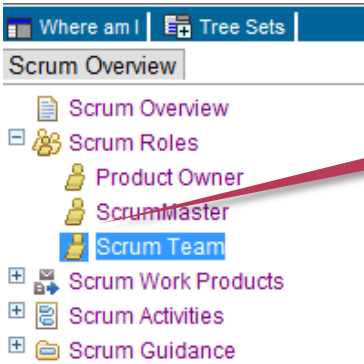 Where am I Tree Sets
Scrum Overview
Scrum Overview
Scrum Roles
Product Owner
ScrumMaster
Scrum Team
Scrum Work Products
Scrum Activities
Scrum Guidance